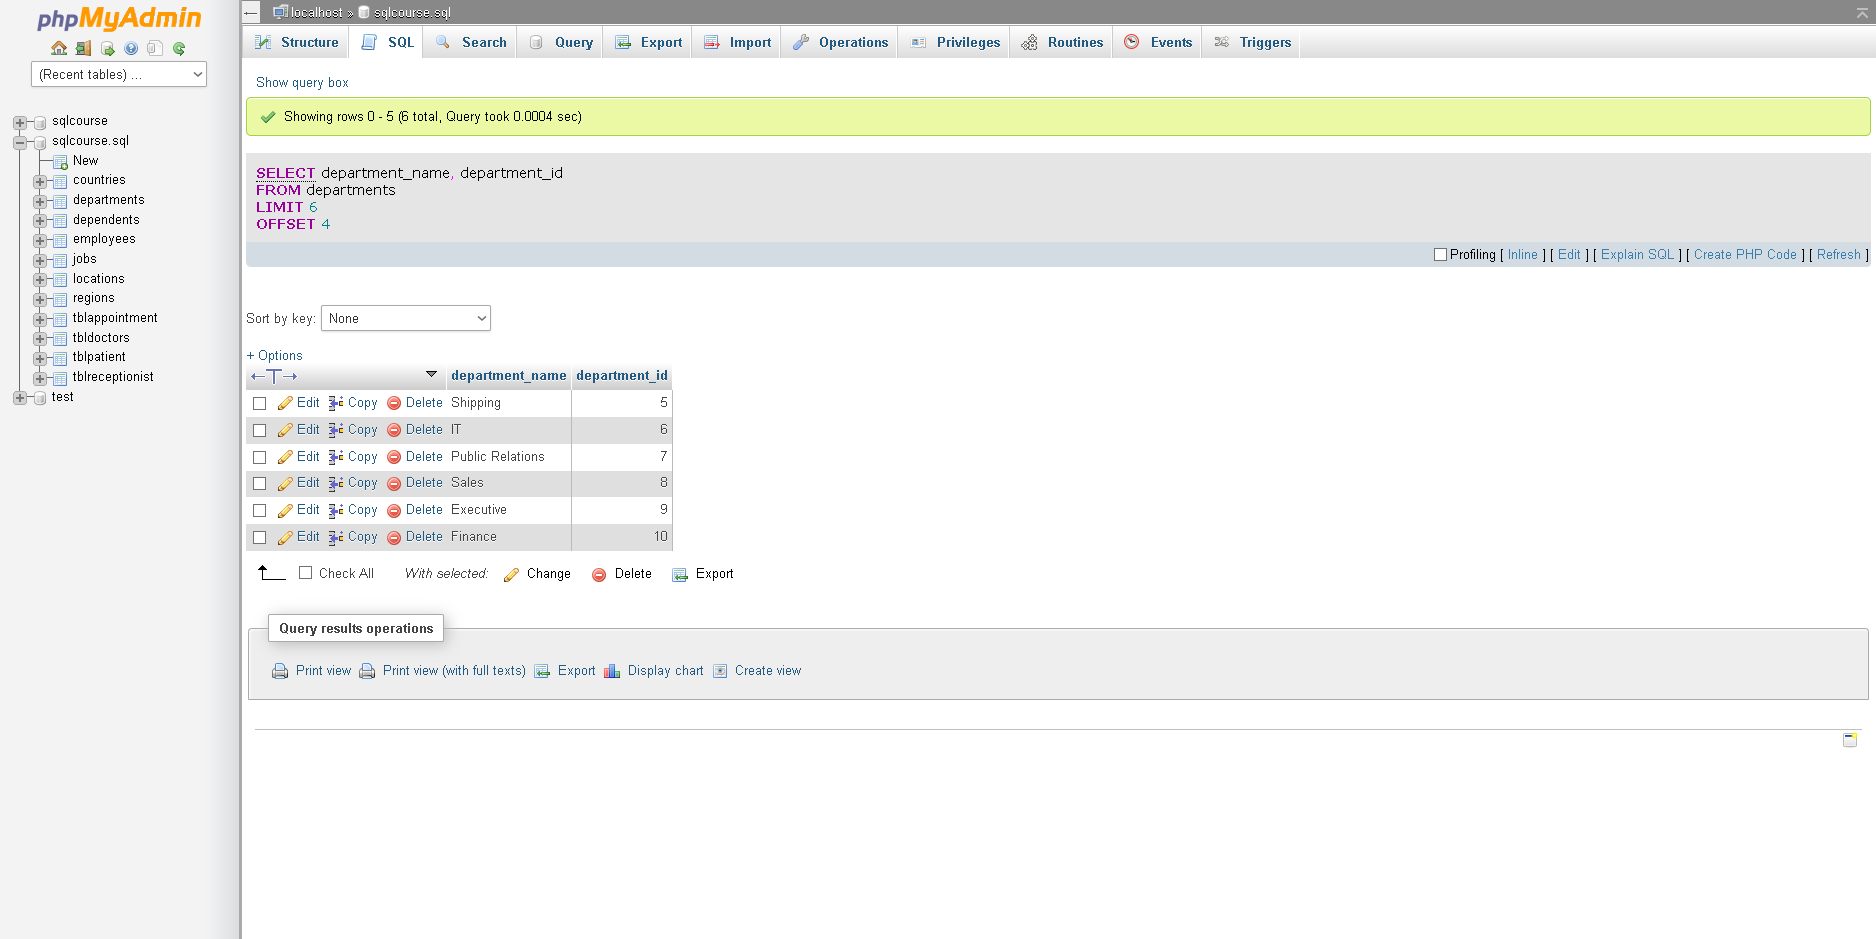 phpMyAdmin
(Recent tables) ...
sqlcourse
sqlcourse.sql
New
countries
departments
dependents
employees
jobs
locations
regions
tblappointment
tbldoctors
tblpatient
tblreceptionist
test
localhost » sqlcourse.sql
Structure SQL Search Query Export Import Operations Privileges Routines Events Triggers
Show query box
Showing rows 0 - 5 (6 total, Query took 0.0004 sec)
SELECT department_name, department_id
FROM departments
LIMIT 6
OFFSET 4
Profiling [ Inline ] [ Edit ] [ Explain SQL ] [ Create PHP Code ] [ Refresh ]
Sort by key: None
+ Options
←T→ department_name department_id
Edit Copy Delete Shipping 5
Edit Copy Delete IT 6
Edit Copy Delete Public Relations 7
Edit Copy Delete Sales 8
Edit Copy Delete Executive 9
Edit Copy Delete Finance 10
Check All With selected: Change Delete Export
Query results operations
Print view Print view (with full texts) Export Display chart Create view